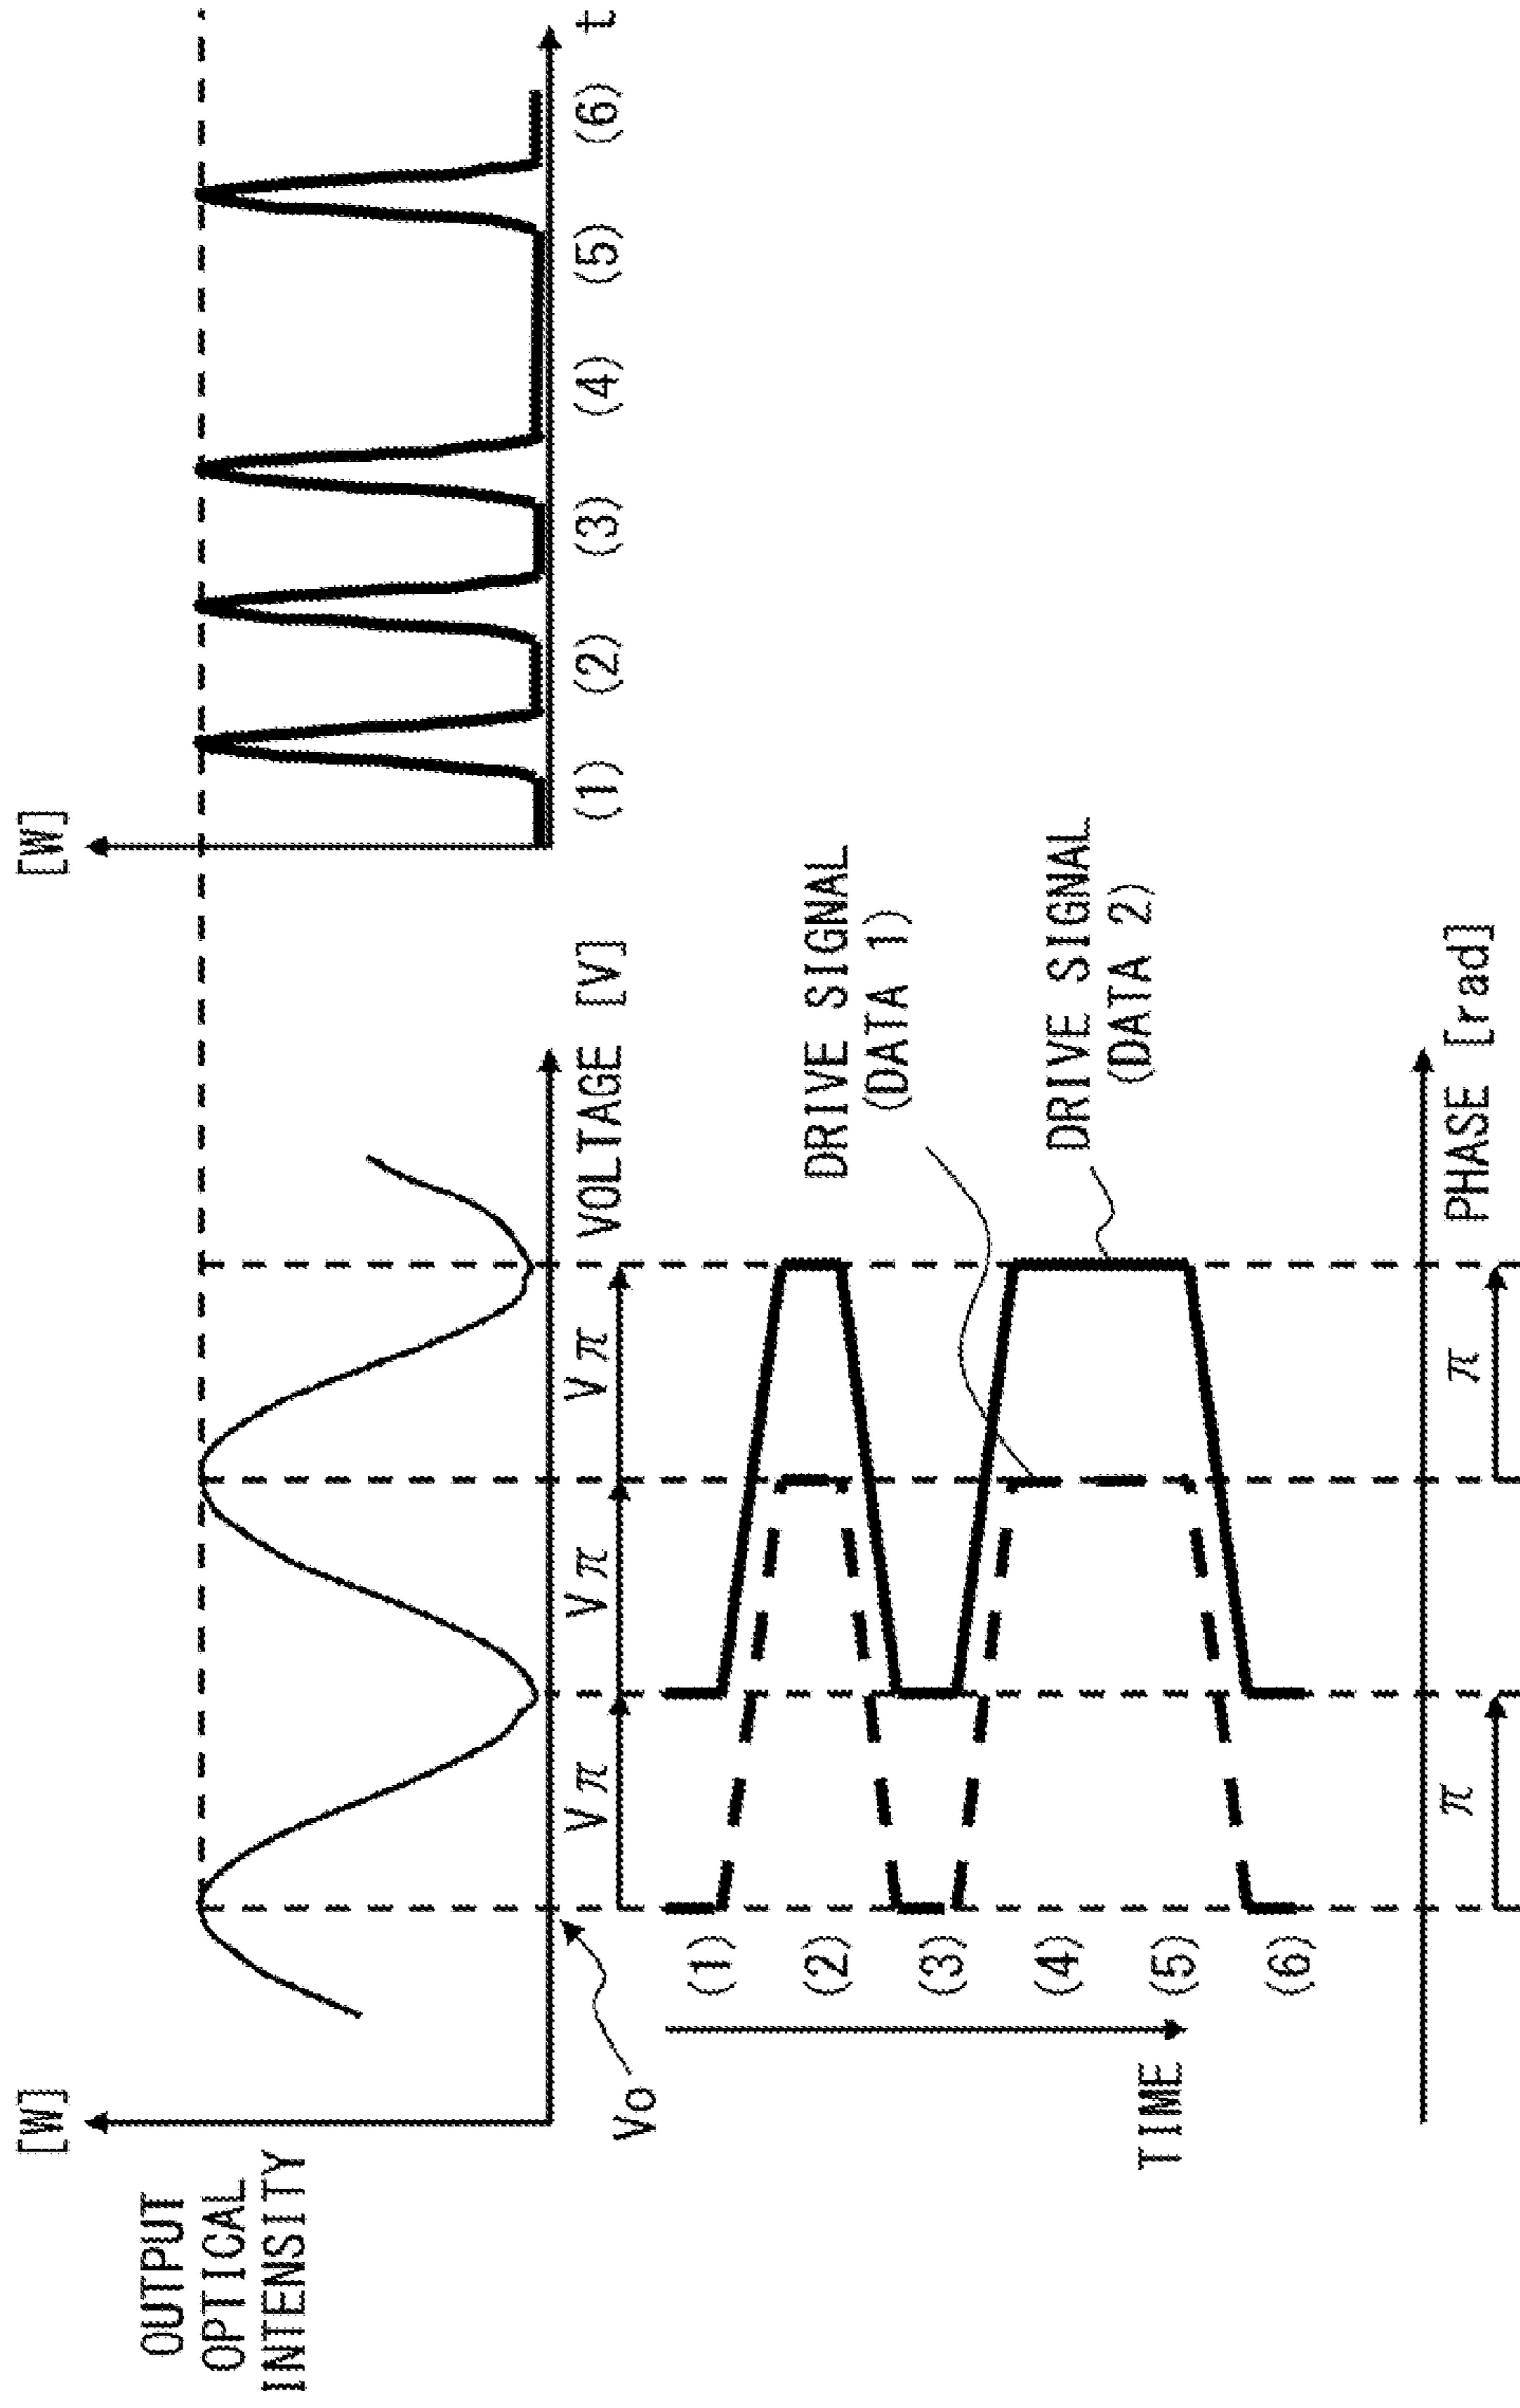 OUTPUT
OPTICAL
INTENSITY
[W]
[W]
Vo
Vπ
Vπ
Vπ
VOLTAGE [V]
(1)
(2)
(3)
(4)
(5)
(6)
t
TIME
(1)
(2)
(3)
(4)
(5)
(6)
DRIVE SIGNAL
(DATA 1)
DRIVE SIGNAL
(DATA 2)
PHASE [rad]
π
π